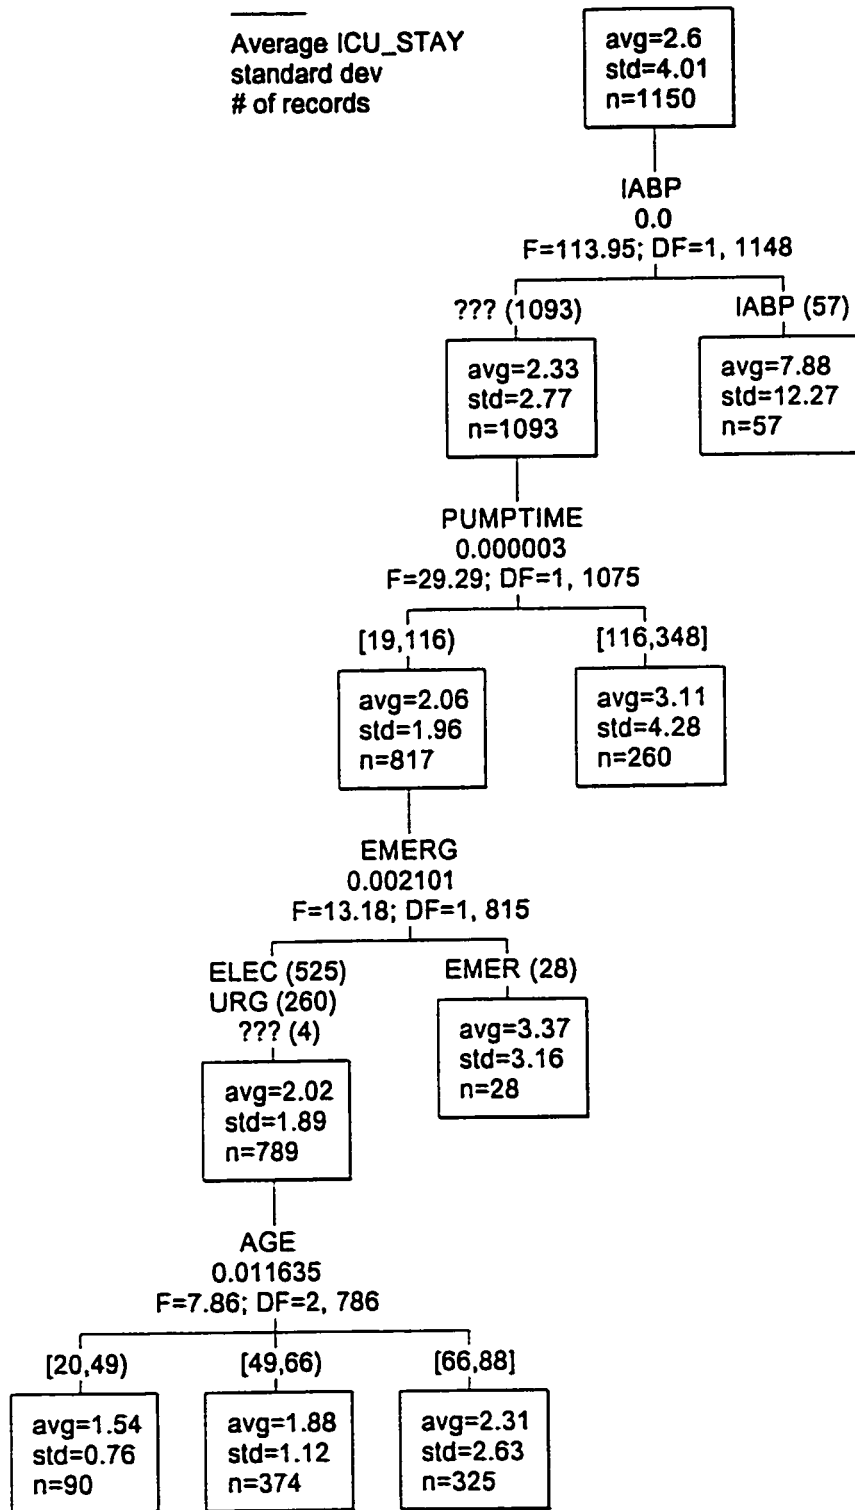 Average ICU_STAY
standard dev
# of records
avg=2.6
std=4.01
n=1150
IABP
0.0
F=113.95; DF=1, 1148
??? (1093)
IABP (57)
avg=2.33
std=2.77
n=1093
avg=7.88
std=12.27
n=57
PUMPTIME
0.000003
F=29.29; DF=1, 1075
[19,116)
[116,348]
avg=2.06
std=1.96
n=817
avg=3.11
std=4.28
n=260
EMERG
0.002101
F=13.18; DF=1, 815
ELEC (525)
URG (260)
??? (4)
EMER (28)
avg=3.37
std=3.16
n=28
avg=2.02
std=1.89
n=789
AGE
0.011635
F=7.86; DF=2, 786
[20,49)
[49,66)
[66,88]
avg=1.54
std=0.76
n=90
avg=1.88
std=1.12
n=374
avg=2.31
std=2.63
n=325